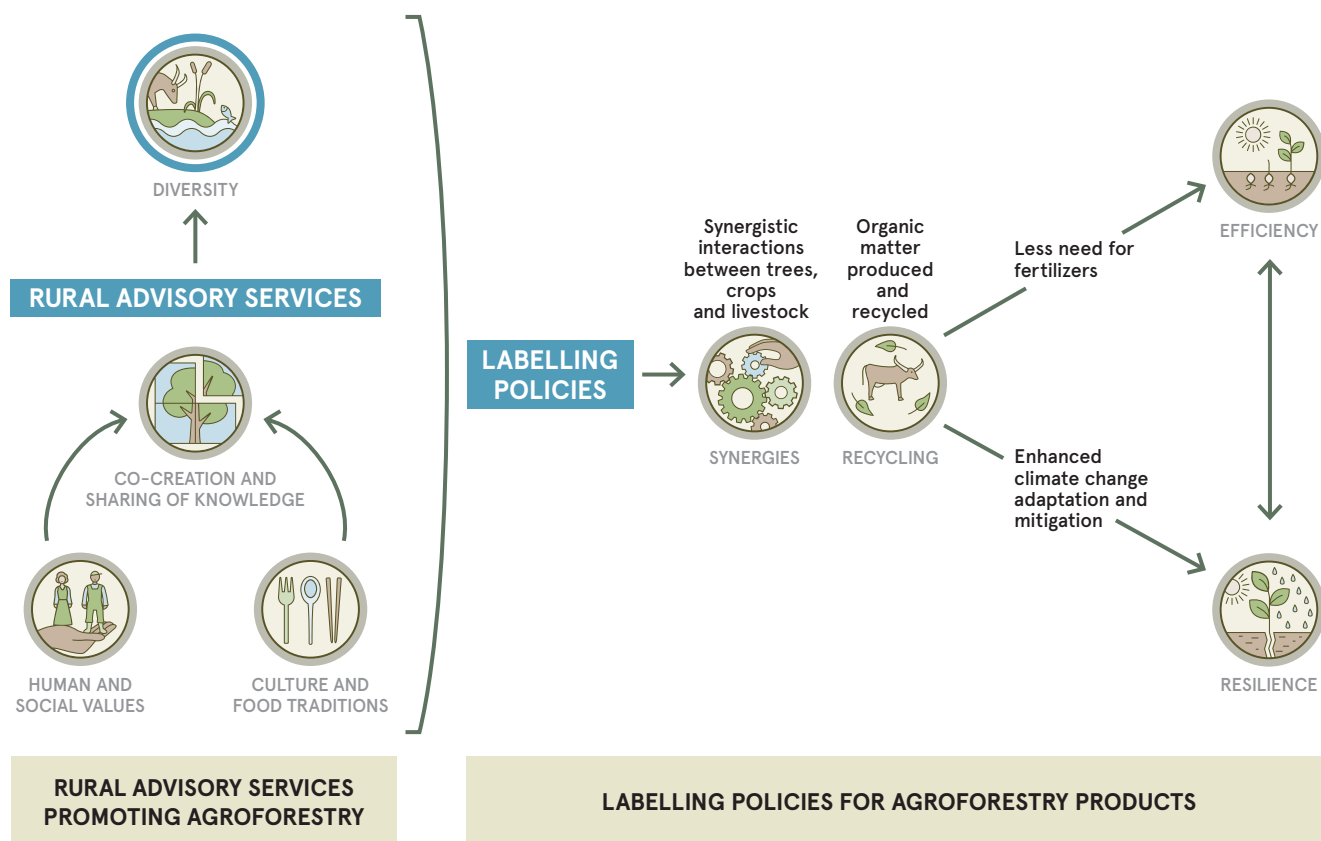 DIVERSITY
RURAL ADVISORY SERVICES
CO-CREATION AND
SHARING OF KNOWLEDGE
HUMAN AND
SOCIAL VALUES
CULTURE AND
FOOD TRADITIONS
LABELLING
POLICIES
Synergistic
interactions
between trees,
crops
and livestock
SYNERGIES
Organic
matter
produced
and
recycled
RECYCLING
Less need for
fertilizers
Enhanced
climate change
adaptation and
mitigation
EFFICIENCY
RESILIENCE
RURAL ADVISORY SERVICES
PROMOTING AGROFORESTRY
LABELLING POLICIES FOR AGROFORESTRY PRODUCTS